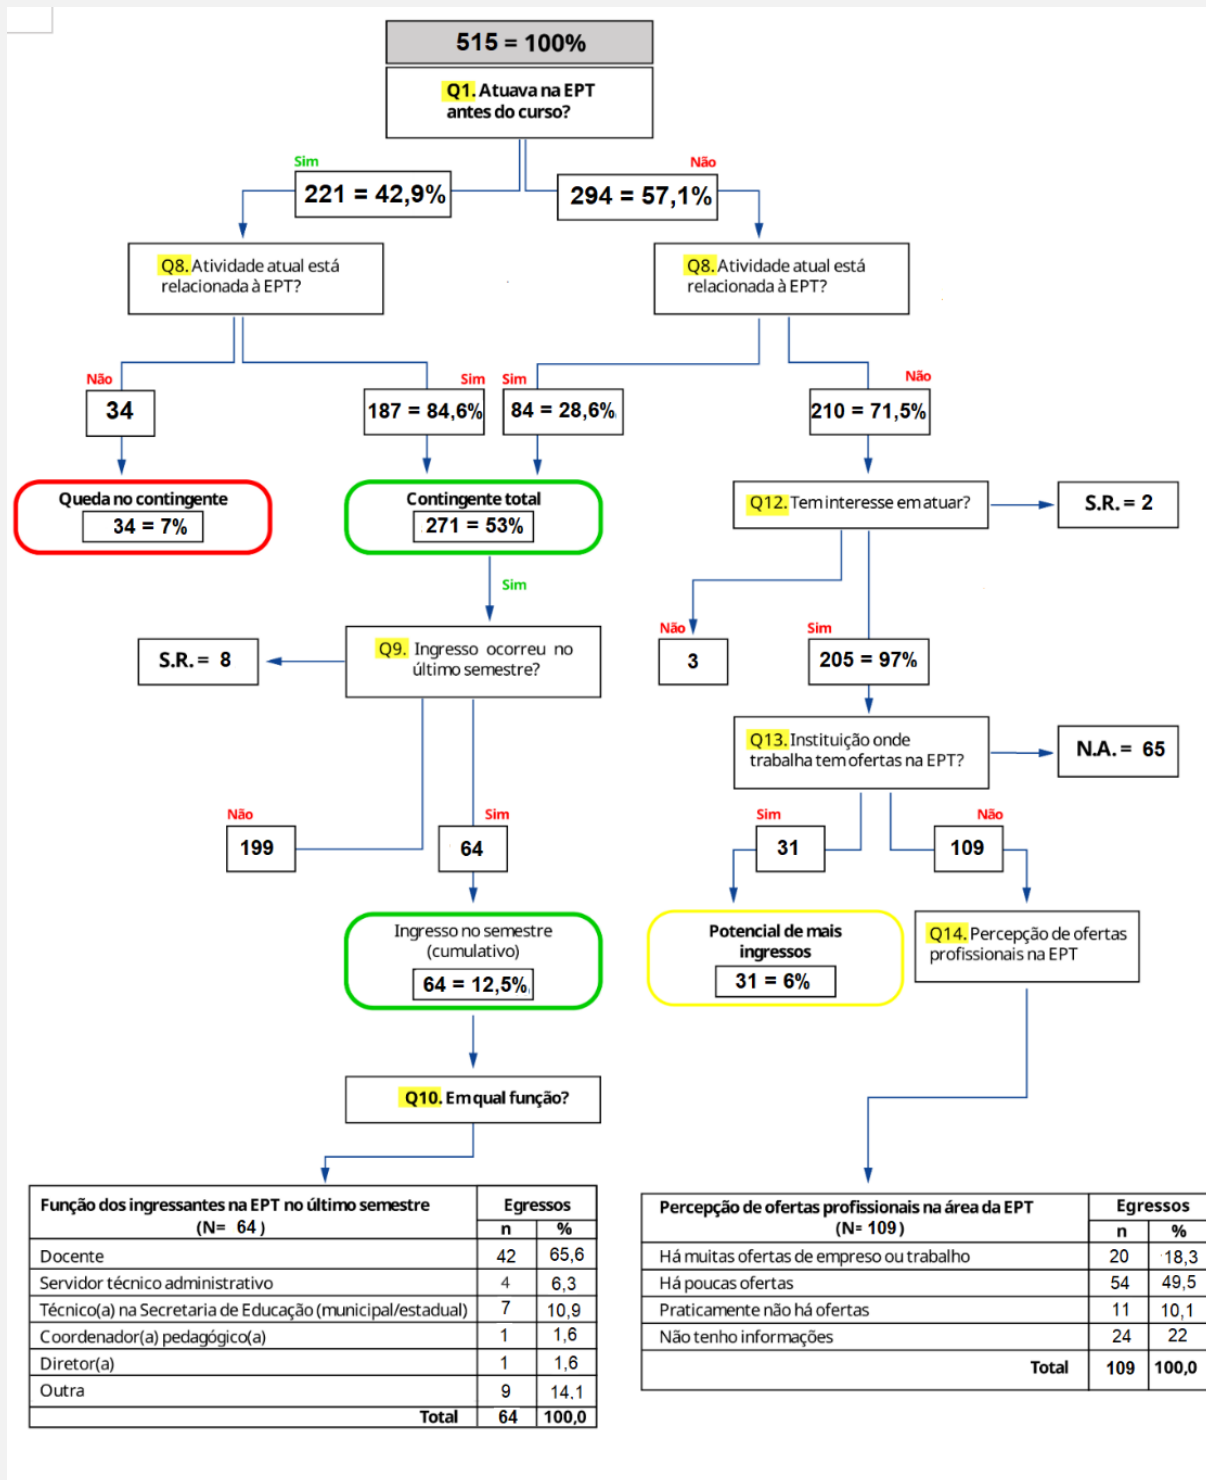 515 = 100%
Q1. Atuava na EPT
antes do curso?
Sim
Não
221 = 42,9%
294 = 57,1%
Q8. Atividade atual está
relacionada à EPT?
Q8. Atividade atual está
relacionada à EPT?
Não
Sim
Sim
Não
34
187 = 84,6%
84 = 28,6%
210 = 71,5%
Queda no contingente
34 = 7%
Contingente total
271 = 53%
Q12. Tem interesse em atuar?
S.R. = 2
Sim
Não
Sim
3
205 = 97%
S.R. = 8
Q9. Ingresso ocorreu no
último semestre?
Q13. Instituição onde
trabalha tem ofertas na EPT?
N.A. = 65
Não
Sim
Sim
Não
199
64
31
109
Ingresso no semestre
(cumulativo)
64 = 12,5%
Potencial de mais
ingressos
31 = 6%
Q14. Percepção de ofertas
profissionais na EPT
Q10. Em qual função?
Função dos ingressantes na EPT no último semestre
(N= 64 )
Egressos
n %
Docente 42 65,6
Servidor técnico administrativo 4 6,3
Técnico(a) na Secretaria de Educação (municipal/estadual) 7 10,9
Coordenador(a) pedagógico(a) 1 1,6
Diretor(a) 1 1,6
Outra 9 14,1
Total 64 100,0
Percepção de ofertas profissionais na área da EPT
(N= 109 )
Egressos
n %
Há muitas ofertas de empreso ou trabalho 20 18,3
Há poucas ofertas 54 49,5
Praticamente não há ofertas 11 10,1
Não tenho informações 24 22
Total 109 100,0